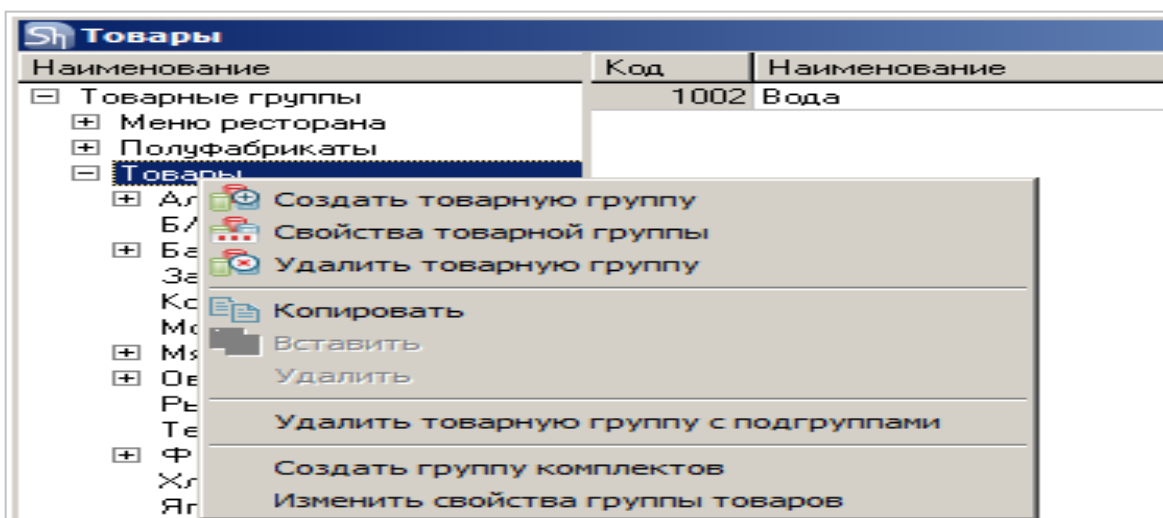 Sh Товары
Наименование Код Наименование
Товарные группы 1002 Вода
Меню ресторана
Полуфабрикаты
Товары
Создать товарную группу
Свойства товарной группы
Удалить товарную группу
Копировать
Вставить
Удалить
Удалить товарную группу с подгруппами
Создать группу комплектов
Изменить свойства группы товаров